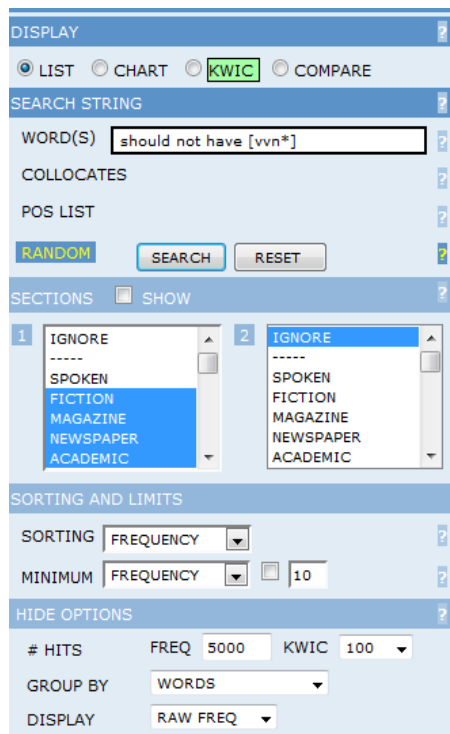 DISPLAY ?
LIST CHART KWIC COMPARE
SEARCH STRING ?
WORD(S) should not have [vvn*] ?
COLLOCATES ?
POS LIST ?
RANDOM SEARCH RESET ?
SECTIONS SHOW ?
1 IGNORE 2 IGNORE
----- -----
SPOKEN SPOKEN
FICTION FICTION
MAGAZINE MAGAZINE
NEWSPAPER NEWSPAPER
ACADEMIC ACADEMIC
SORTING AND LIMITS
SORTING FREQUENCY ?
MINIMUM FREQUENCY 10 ?
HIDE OPTIONS ?
# HITS FREQ 5000 KWIC 100
GROUP BY WORDS
DISPLAY RAW FREQ